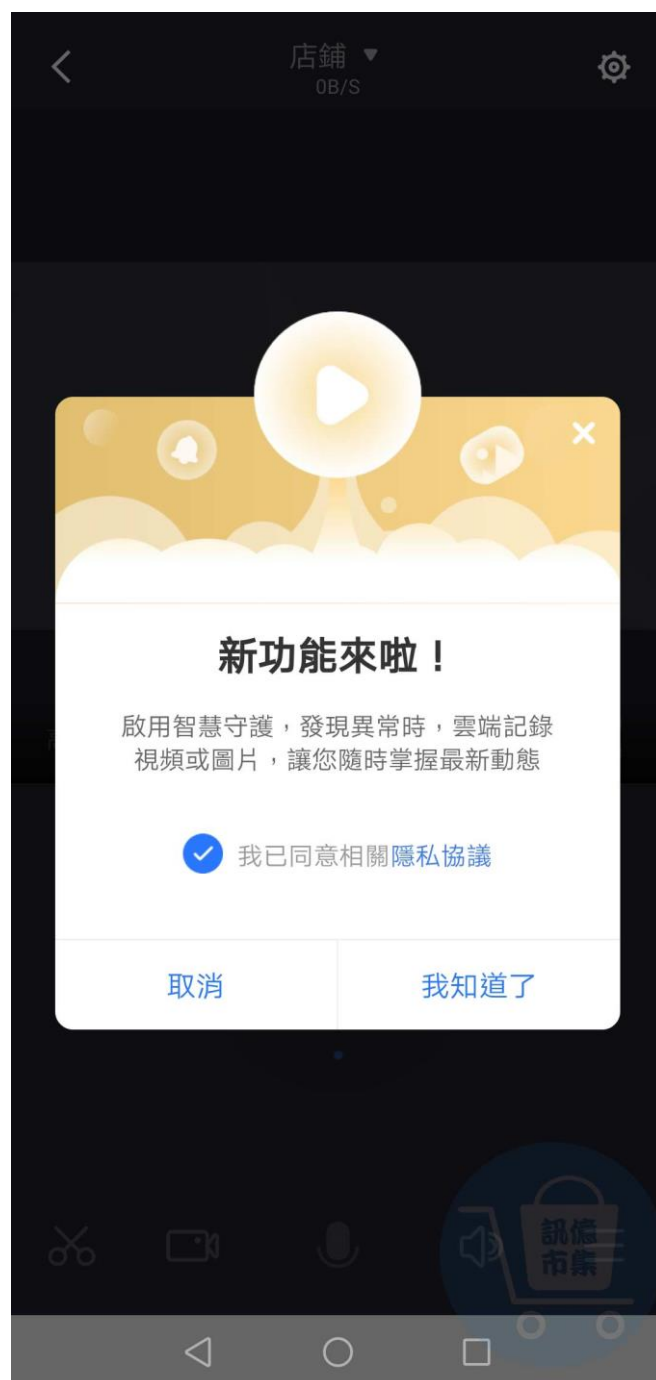 店鋪 ▼
0B/S
新功能來啦！
啟用智慧守護，發現異常時，雲端記錄
視頻或圖片，讓您隨時掌握最新動態
我已同意相關隱私協議
取消
我知道了
訊億
市集